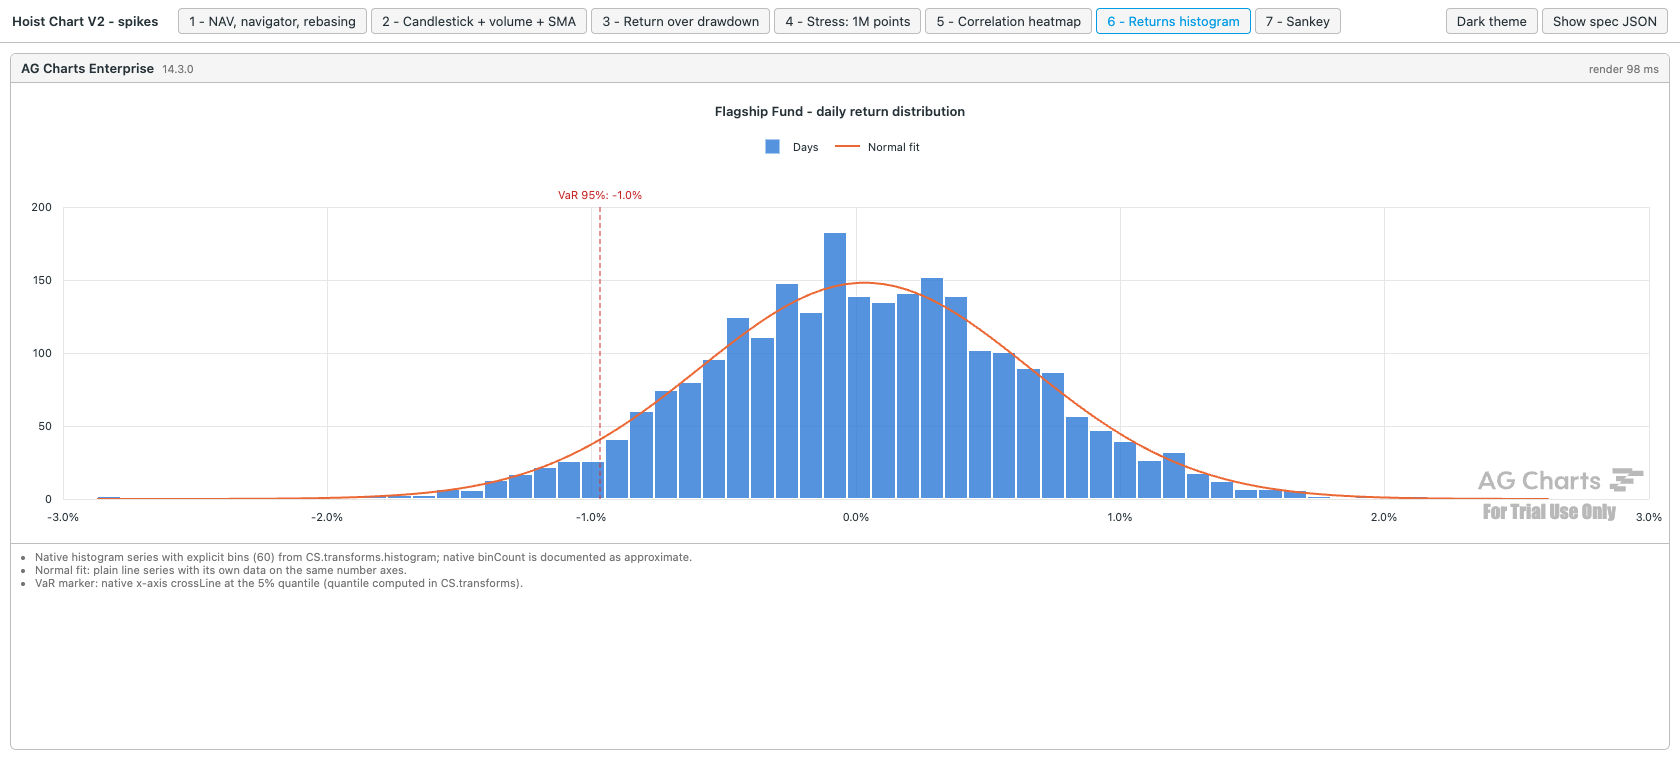 Hoist Chart V2 - spikes
1 - NAV, navigator, rebasing
2 - Candlestick + volume + SMA
3 - Return over drawdown
4 - Stress: 1M points
5 - Correlation heatmap
6 - Returns histogram
7 - Sankey
Dark theme
Show spec JSON
AG Charts Enterprise 14.3.0
render 98 ms
Flagship Fund - daily return distribution
Days
Normal fit
VaR 95%: -1.0%
200
150
100
50
0
-3.0%
-2.0%
-1.0%
0.0%
1.0%
2.0%
3.0%
AG Charts
For Trial Use Only
Native histogram series with explicit bins (60) from CS.transforms.histogram; native binCount is documented as approximate.
Normal fit: plain line series with its own data on the same number axes.
VaR marker: native x-axis crossLine at the 5% quantile (quantile computed in CS.transforms).